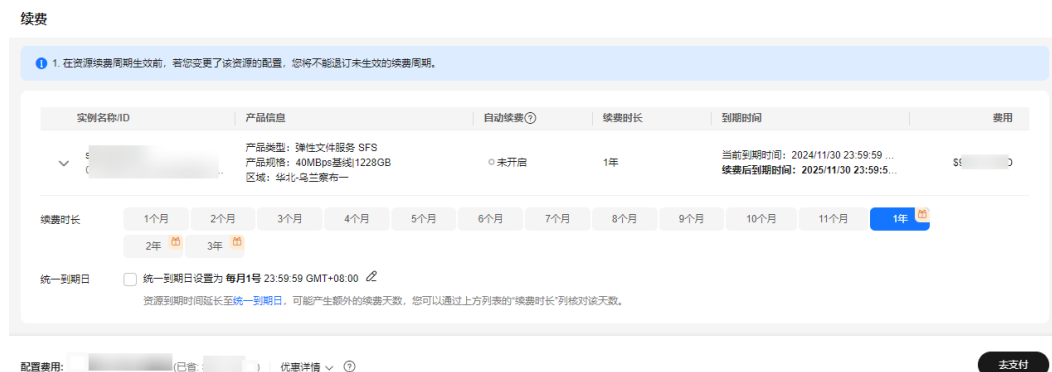 续费
1. 在资源续费周期生效前，若您变更了该资源的配置，您将不能退订未生效的续费周期。
实例名称/ID 产品信息 自动续费 续费时长 到期时间 费用
产品类型：弹性文件服务 SFS
产品规格：40MBps基线|1228GB
区域：华北-乌兰察布一
未开启
1年
当前到期时间：2024/11/30 23:59:59 ...
续费后到期时间：2025/11/30 23:59:5...
续费时长 1个月 2个月 3个月 4个月 5个月 6个月 7个月 8个月 9个月 10个月 11个月 1年
2年 3年
统一到期日 统一到期日设置为 每月1号 23:59:59 GMT+08:00
资源到期时间延长至统一到期日，可能产生额外的续费天数，您可以通过上方列表的“续费时长”列核对该天数。
配置费用: (已省: ) 优惠详情
去支付